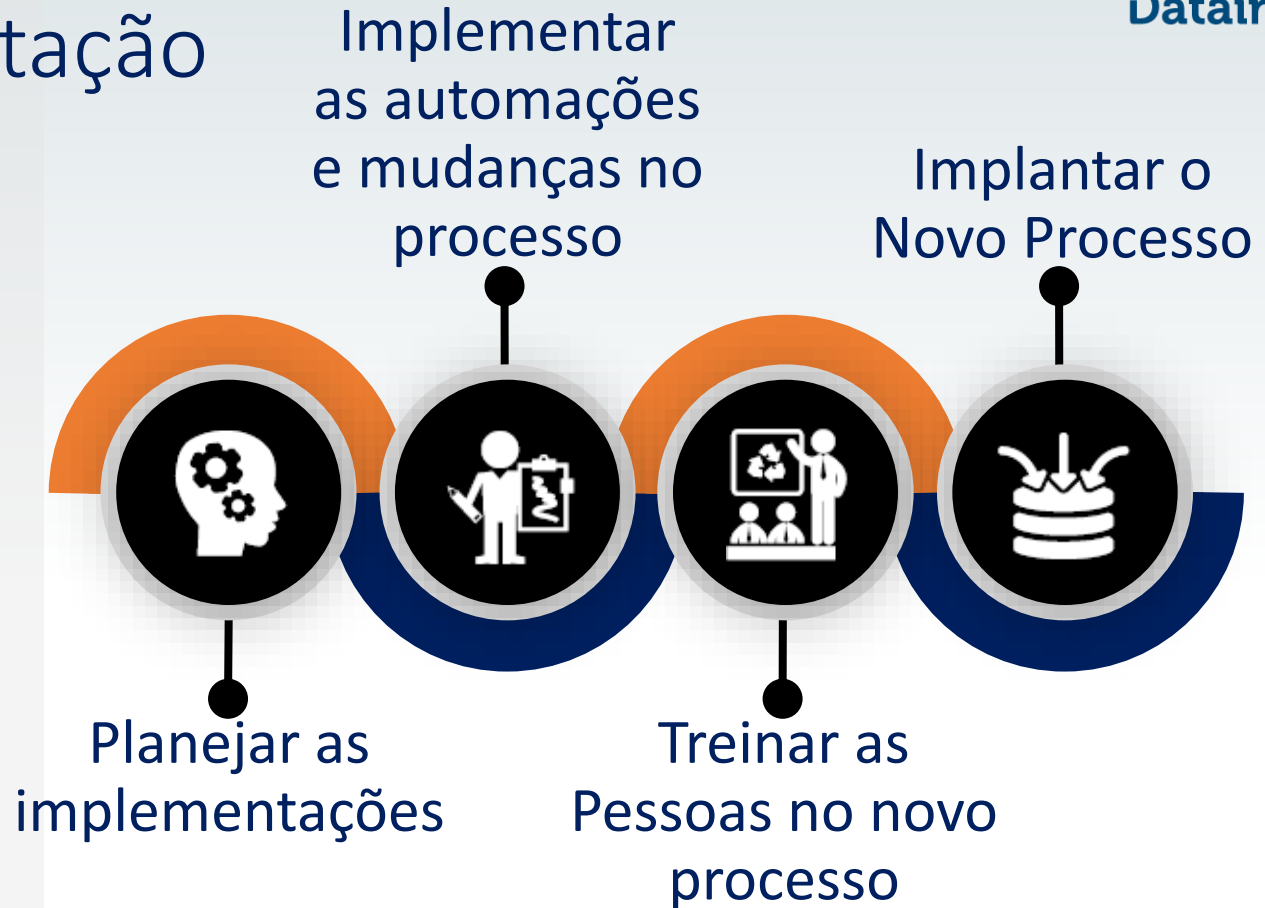 tação
Implementar
as automações
e mudanças no
processo
Implantar o
Novo Processo
Planejar as
implementações
Treinar as
Pessoas no novo
processo